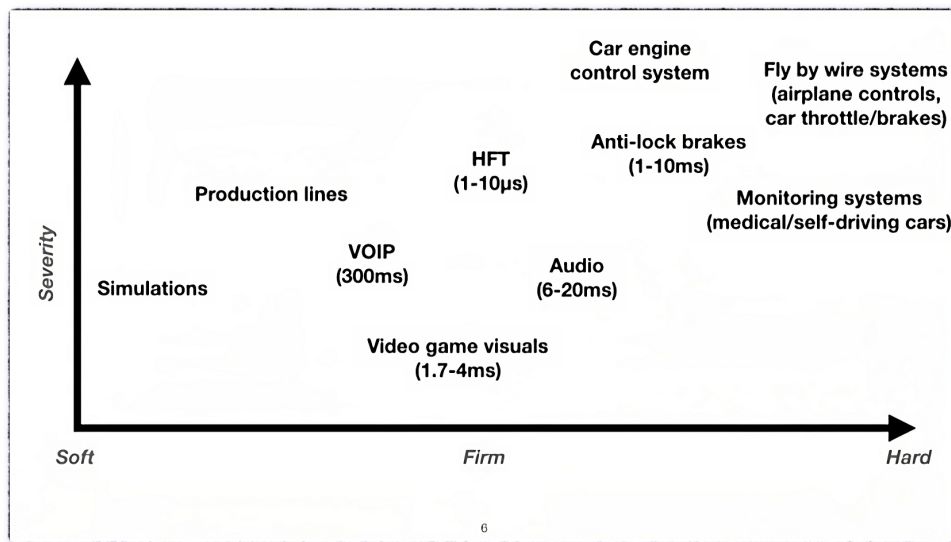 Car engine
control system
Fly by wire systems
(airplane controls,
car throttle/brakes)
Anti-lock brakes
(1-10ms)
HFT
(1-10µs)
Production lines
Monitoring systems
(medical/self-driving cars)
VOIP
(300ms)
Audio
(6-20ms)
Severity
Simulations
Video game visuals
(1.7-4ms)
Soft
Firm
Hard
6